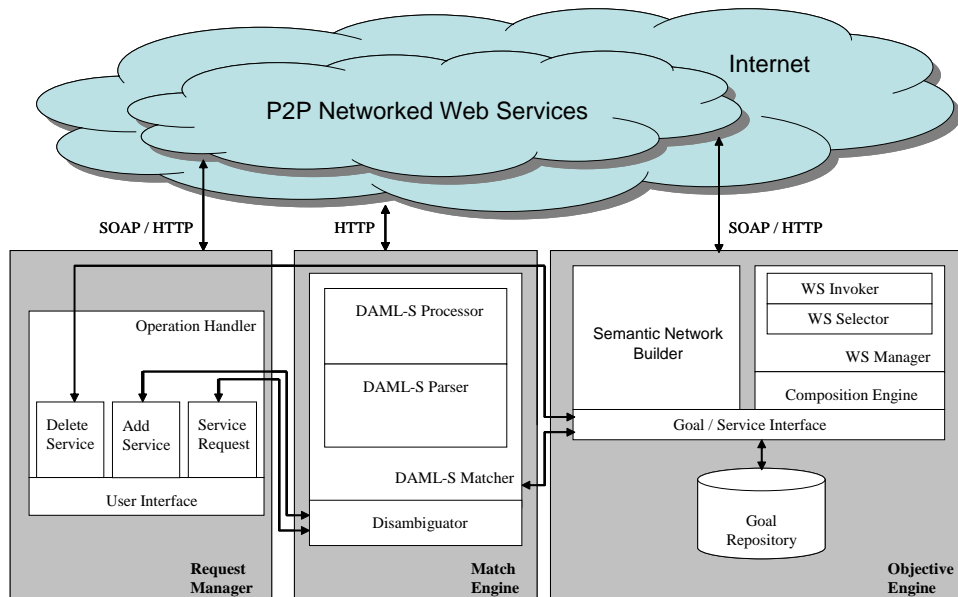 Internet
P2P Networked Web Services
SOAP / HTTP
HTTP
SOAP / HTTP
Operation Handler
Delete
Service
Add
Service
Service
Request
User Interface
Request
Manager
DAML-S Processor
DAML-S Parser
DAML-S Matcher
Disambiguator
Match
Engine
Semantic Network
Builder
WS Invoker
WS Selector
WS Manager
Composition Engine
Goal / Service Interface
Goal
Repository
Objective
Engine